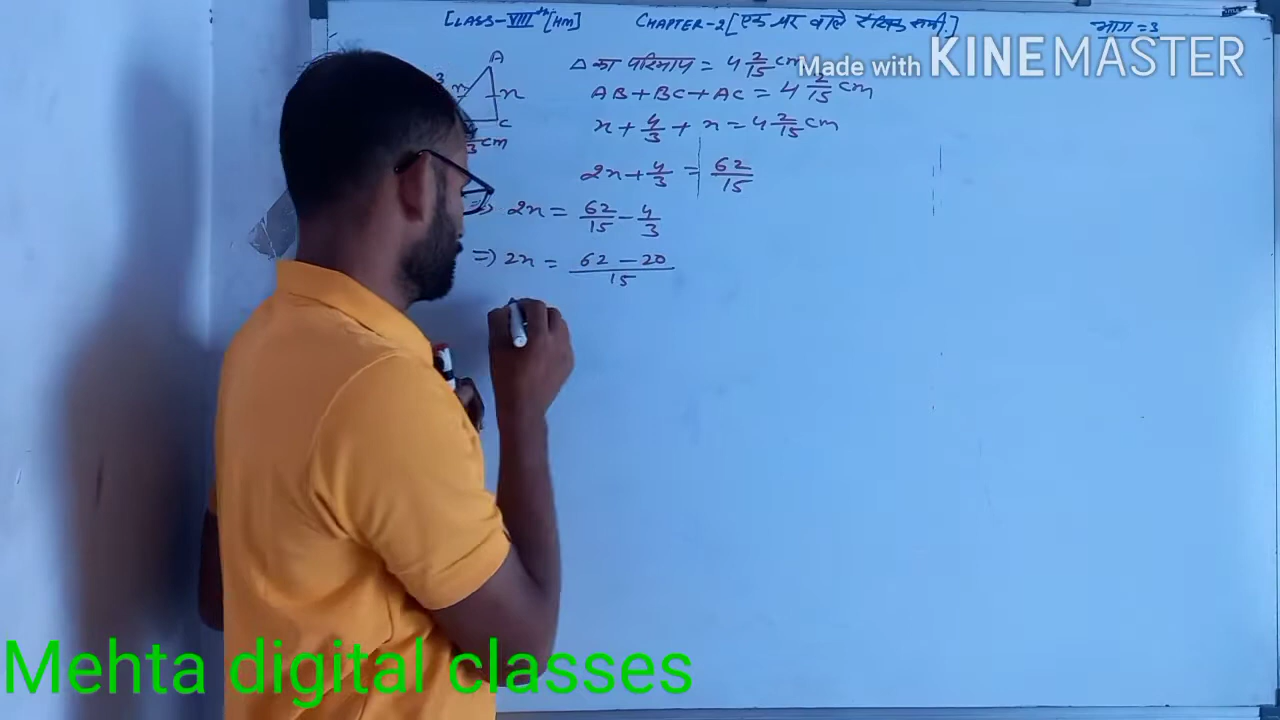 CLASS-VIIIth [HM] CHAPTER-2 [एक चर वाले रैखिक समी.] भाग = 3
Made with KINEMASTER
A
3
x
x
C
4/3 cm
Δ का परिमाप = 4 2/15 cm
AB + BC + AC = 4 2/15 cm
x + 4/3 + x = 4 2/15 cm
2x + 4/3 = 62/15
⇒ 2x = 62/15 - 4/3
⇒ 2x = 62 - 20 / 15
Mehta digital classes